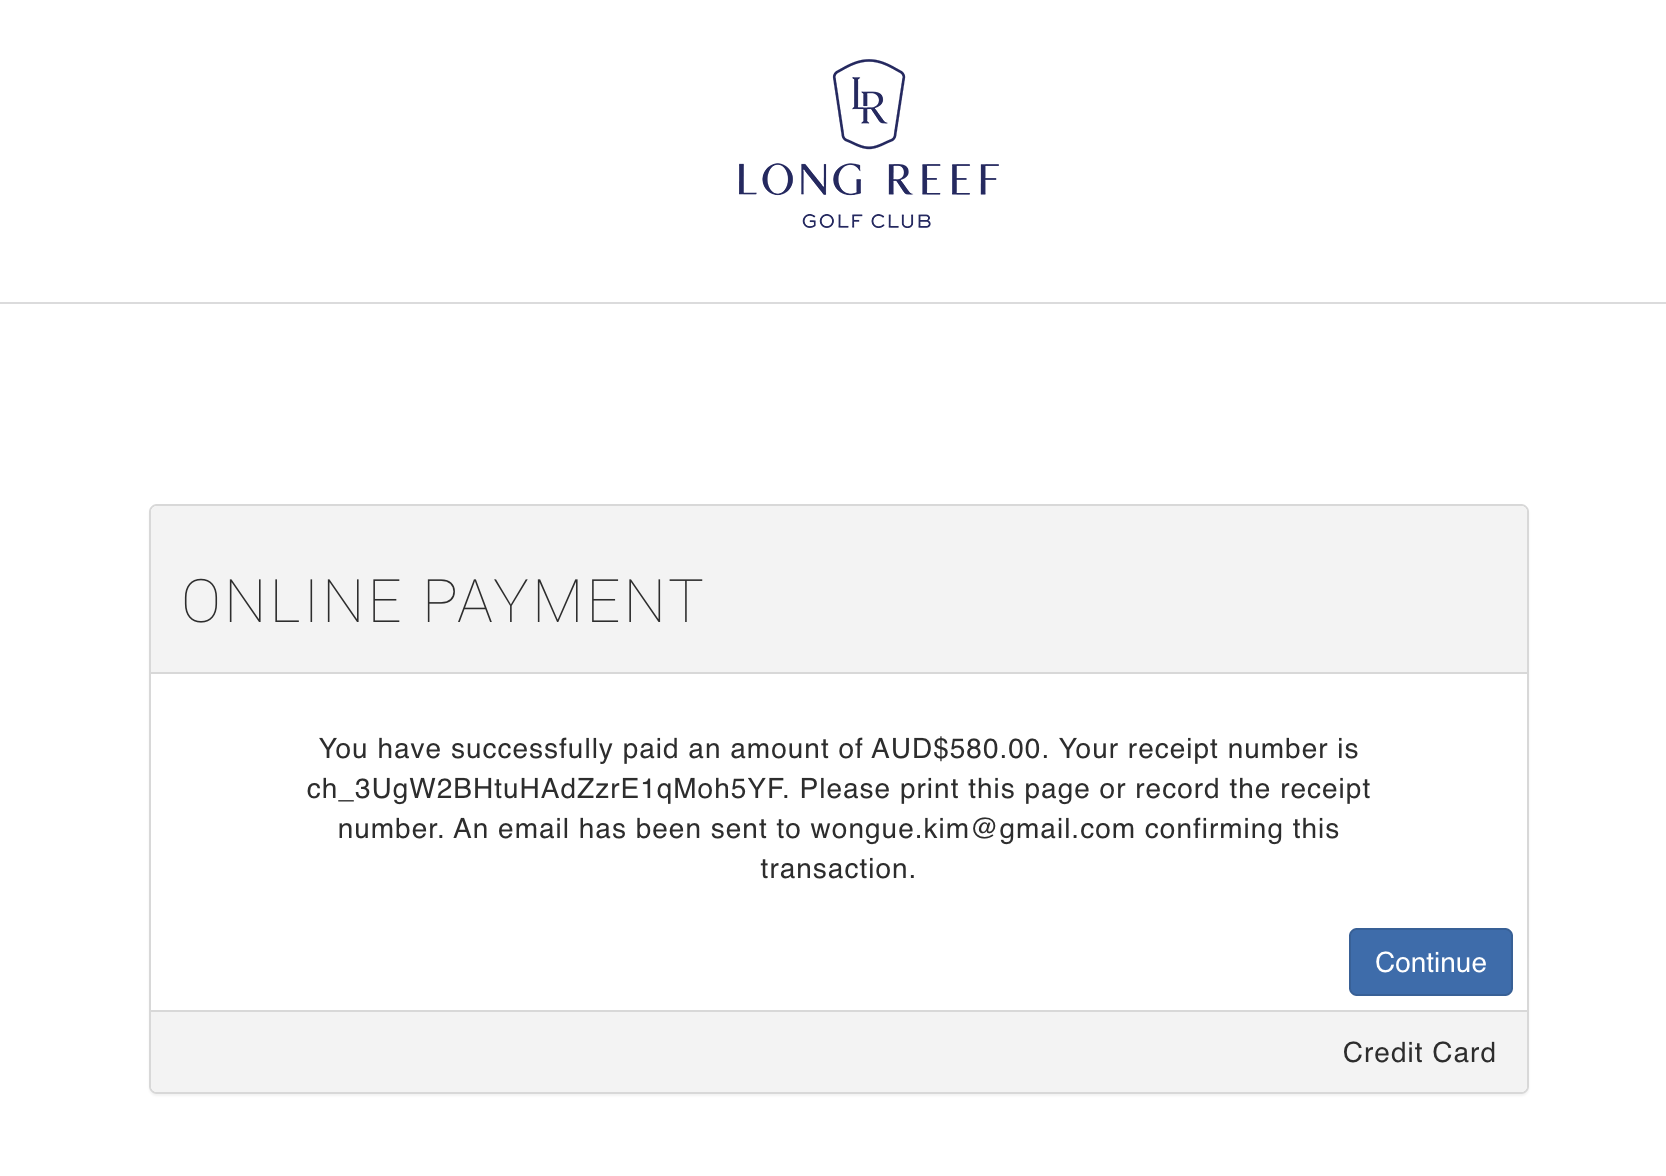 LR
LONG REEF
GOLF CLUB
ONLINE PAYMENT
You have successfully paid an amount of AUD$580.00. Your receipt number is
ch_3UgW2BHtuHAdZzrE1qMoh5YF. Please print this page or record the receipt
number. An email has been sent to wongue.kim@gmail.com confirming this
transaction.
Continue
Credit Card